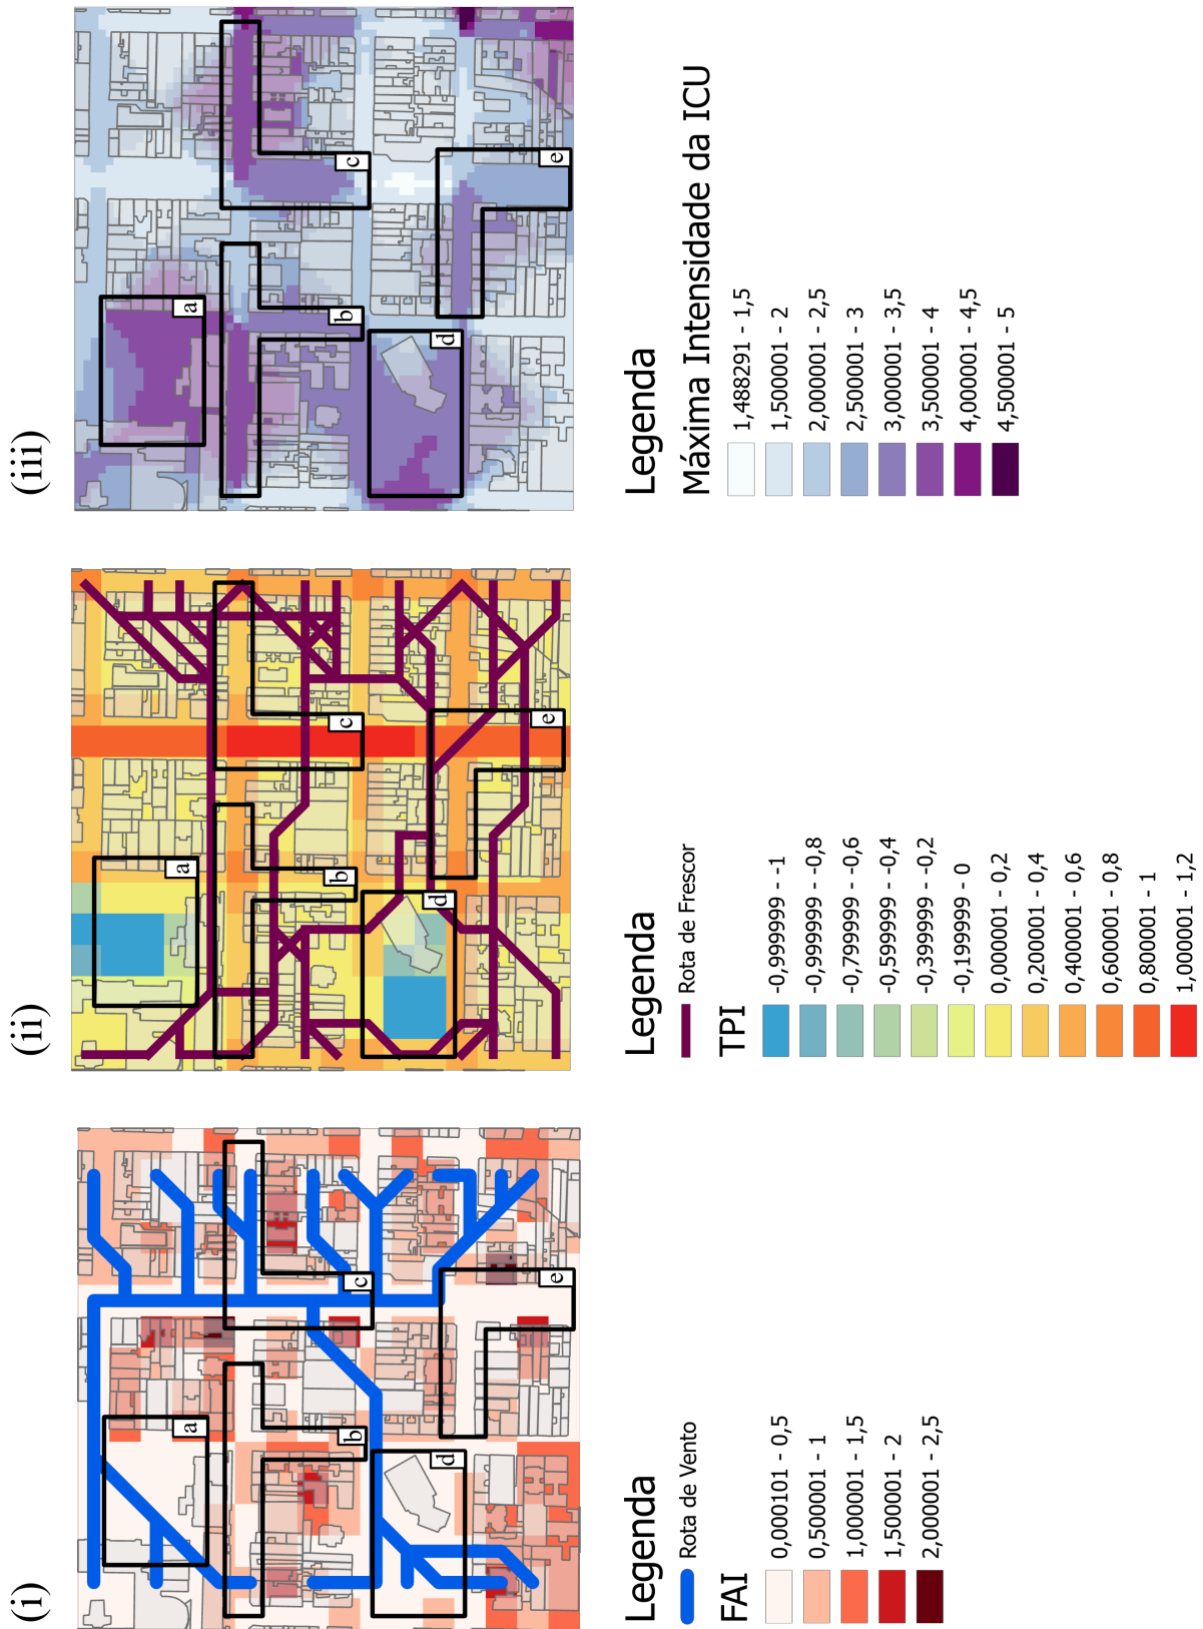 (i)
a
b
c
d
e
Legenda
Rota de Vento
FAI
0,000101 - 0,5
0,500001 - 1
1,000001 - 1,5
1,500001 - 2
2,000001 - 2,5
(ii)
a
b
c
d
e
Legenda
Rota de Frescor
TPI
-0,999999 - -1
-0,999999 - -0,8
-0,799999 - -0,6
-0,599999 - -0,4
-0,399999 - -0,2
-0,199999 - 0
0,000001 - 0,2
0,200001 - 0,4
0,400001 - 0,6
0,600001 - 0,8
0,800001 - 1
1,000001 - 1,2
(iii)
a
b
c
d
e
Legenda
Máxima Intensidade da ICU
1,488291 - 1,5
1,500001 - 2
2,000001 - 2,5
2,500001 - 3
3,000001 - 3,5
3,500001 - 4
4,000001 - 4,5
4,500001 - 5